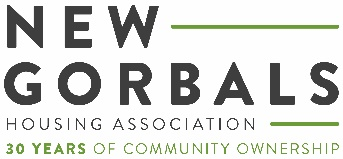 NEW
GORBALS
HOUSING ASSOCIATION
30 YEARS OF COMMUNITY OWNERSHIP